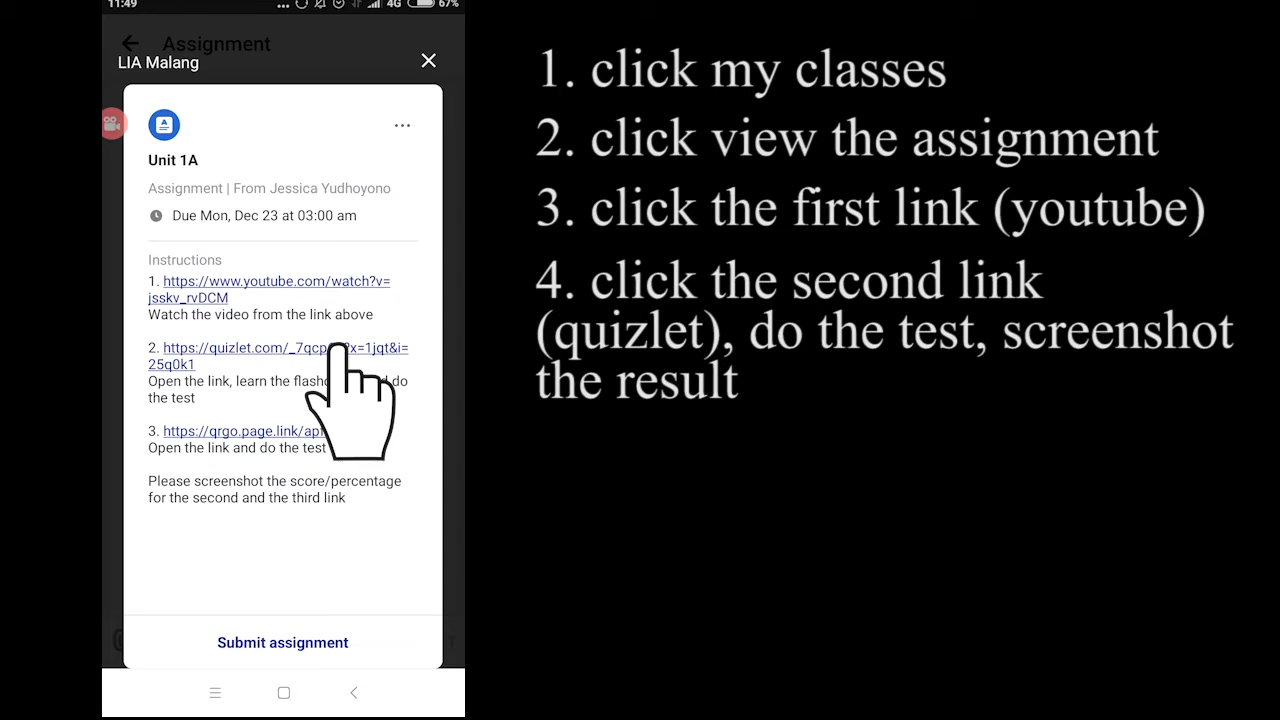 11:49 ... 4G 67%
Assignment
LIA Malang
Unit 1A
Assignment | From Jessica Yudhoyono
Due Mon, Dec 23 at 03:00 am
Instructions
1. https://www.youtube.com/watch?v=
jsskv_rvDCM
Watch the video from the link above
2. https://quizlet.com/_7qcp ?x=1jqt&i=
25q0k1
Open the link, learn the do
the test
3. https://qrgo.page.link/
Open the link and do the test
Please screenshot the score/percentage
for the second and the third link
Submit assignment
1. click my classes
2. click view the assignment
3. click the first link (youtube)
4. click the second link
(quizlet), do the test, screenshot
the result